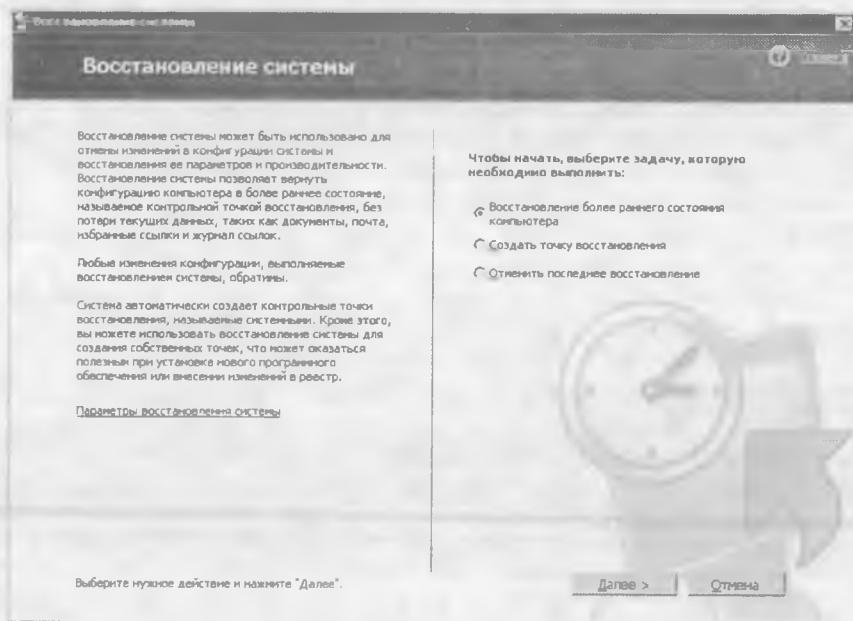 Восстановление системы
Восстановление системы
Восстановление системы может быть использовано для
отмены изменений в конфигурации системы и
восстановления ее параметров и производительности.
Восстановление системы позволяет вернуть
конфигурацию компьютера в более раннее состояние,
называемое контрольной точкой восстановления, без
потери текущих данных, таких как документы, почта,
избранные ссылки и журнал ссылок.
Любые изменения конфигурации, выполняемые
восстановлением системы, обратимы.
Система автоматически создает контрольные точки
восстановления, называемые системными. Кроме этого,
вы можете использовать восстановление системы для
создания собственных точек, что может оказаться
полезным при установке нового программного
обеспечения или внесении изменений в реестр.
Параметры восстановления системы
Чтобы начать, выберите задачу, которую
необходимо выполнить:
Восстановление более раннего состояния
компьютера
Создать точку восстановления
Отменить последнее восстановление
Выберите нужное действие и нажмите "Далее".
Далее >
Отмена